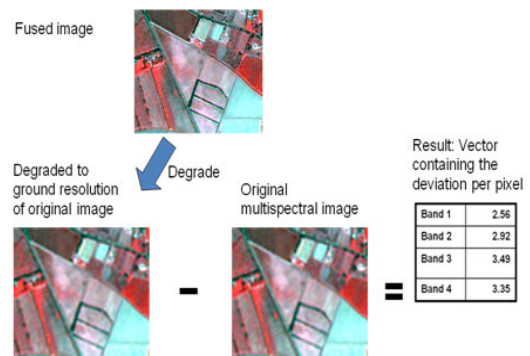 Fused image
Degrade
Degraded to
ground resolution
of original image
Original
multispectral image
Result: Vector
containing the
deviation per pixel
Band 1 2.56
Band 2 2.92
Band 3 3.49
Band 4 3.35